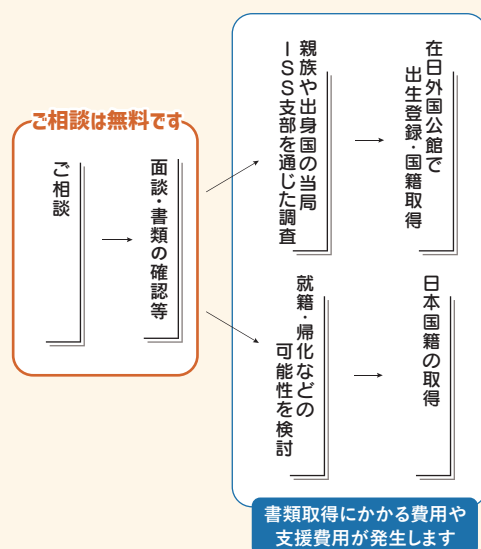 ご相談は無料です
ご相談
面談・書類の確認等
親族や出身国の当局
ＩＳＳ支部を通じた調査
在日外国公館で
出生登録・国籍取得
就籍・帰化などの
可能性を検討
日本国籍の取得
書類取得にかかる費用や
支援費用が発生します